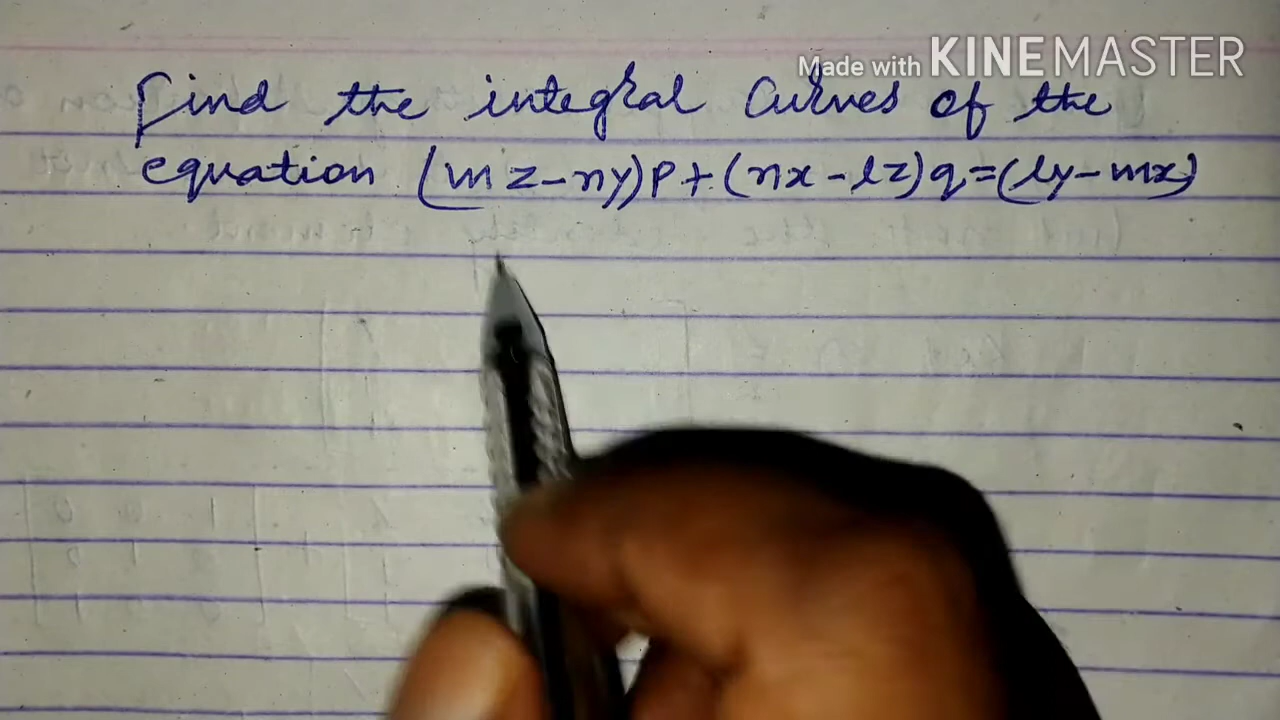 Made with KINEMASTER
Find the integral curves of the
equation (mz-ny)p+(nx-lz)q=(ly-mx)